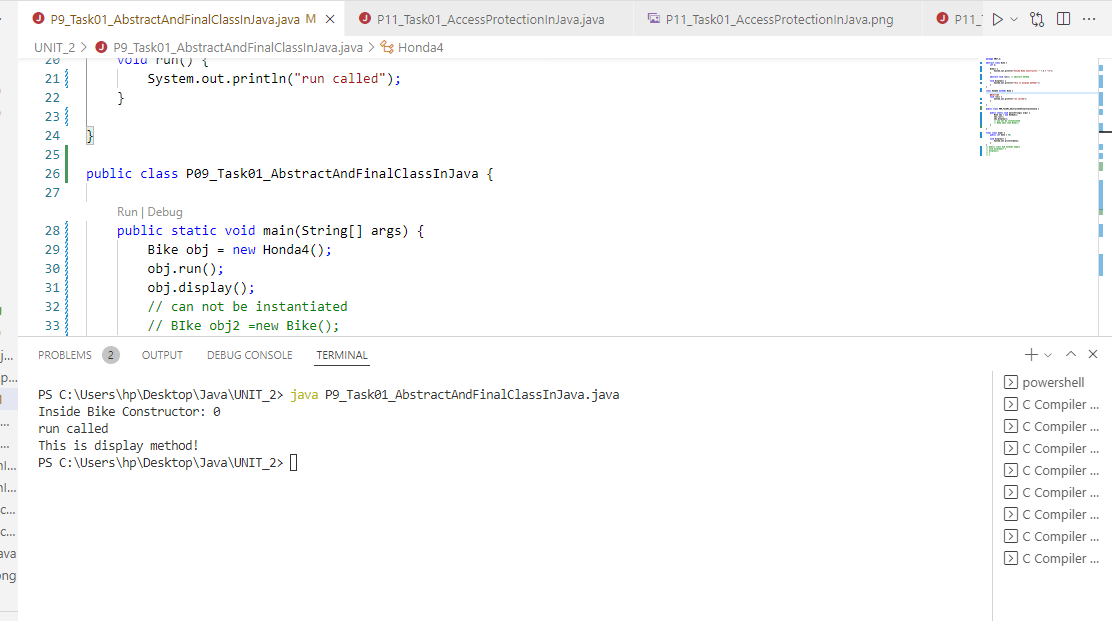 P9_Task01_AbstractAndFinalClassInJava.java M
P11_Task01_AccessProtectionInJava.java
P11_Task01_AccessProtectionInJava.png
P11_
UNIT_2 > P9_Task01_AbstractAndFinalClassInJava.java > Honda4
20 void run() {
21 System.out.println("run called");
22 }
23
24 }
25
26 public class P09_Task01_AbstractAndFinalClassInJava {
27
Run | Debug
28 public static void main(String[] args) {
29 Bike obj = new Honda4();
30 obj.run();
31 obj.display();
32 // can not be instantiated
33 // BIke obj2 =new Bike();
PROBLEMS 2 OUTPUT DEBUG CONSOLE TERMINAL
PS C:\Users\hp\Desktop\Java\UNIT_2> java P9_Task01_AbstractAndFinalClassInJava.java
Inside Bike Constructor: 0
run called
This is display method!
PS C:\Users\hp\Desktop\Java\UNIT_2>
powershell
C Compiler ...
C Compiler ...
C Compiler ...
C Compiler ...
C Compiler ...
C Compiler ...
C Compiler ...
C Compiler ...